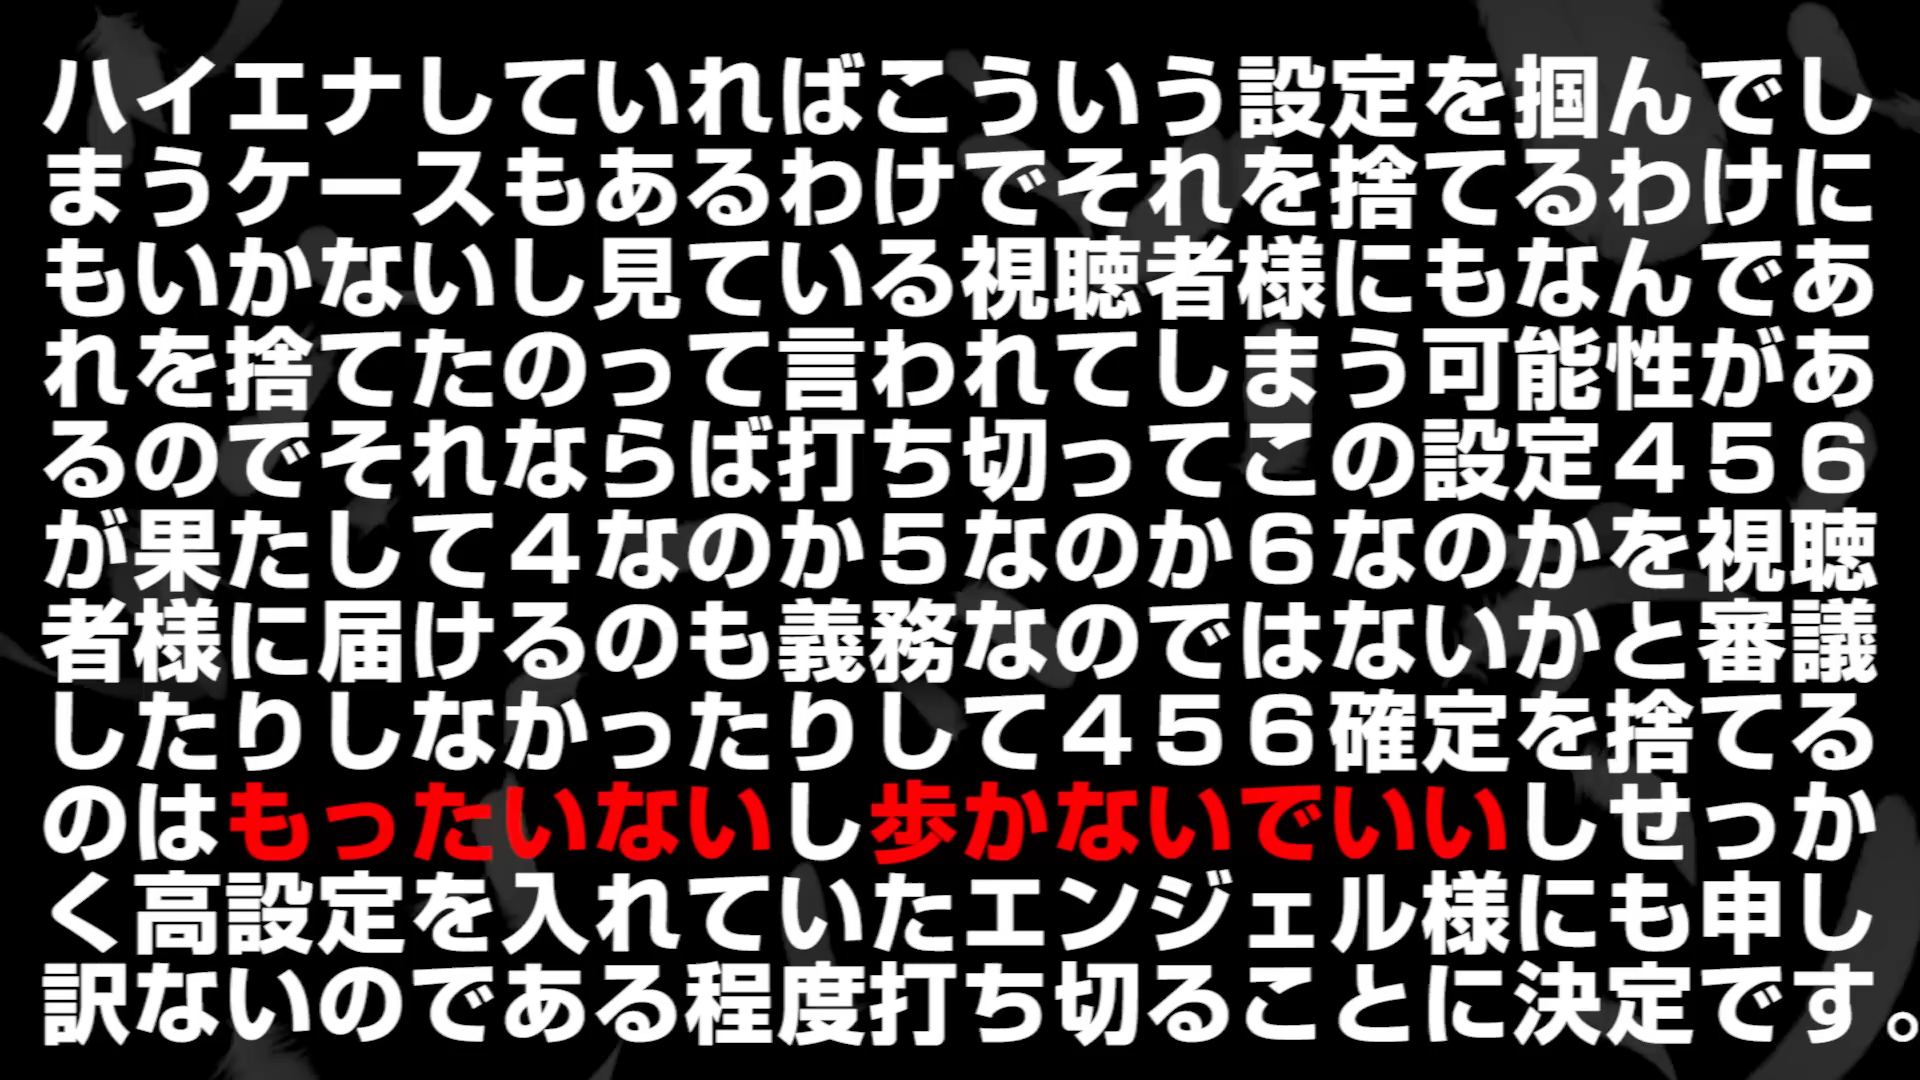 ハイエナしていればこういう設定を掴んでし
まうケースもあるわけでそれを捨てるわけに
もいかないし見ている視聴者様にもなんであ
れを捨てたのって言われてしまう可能性があ
るのでそれならば打ち切ってこの設定４５６
が果たして４なのか５なのか６なのかを視聴
者様に届けるのも義務なのではないかと審議
したりしなかったりして４５６確定を捨てる
のはもったいないし歩かないでいいしせっか
く高設定を入れていたエンジェル様にも申し
訳ないのである程度打ち切ることに決定です。